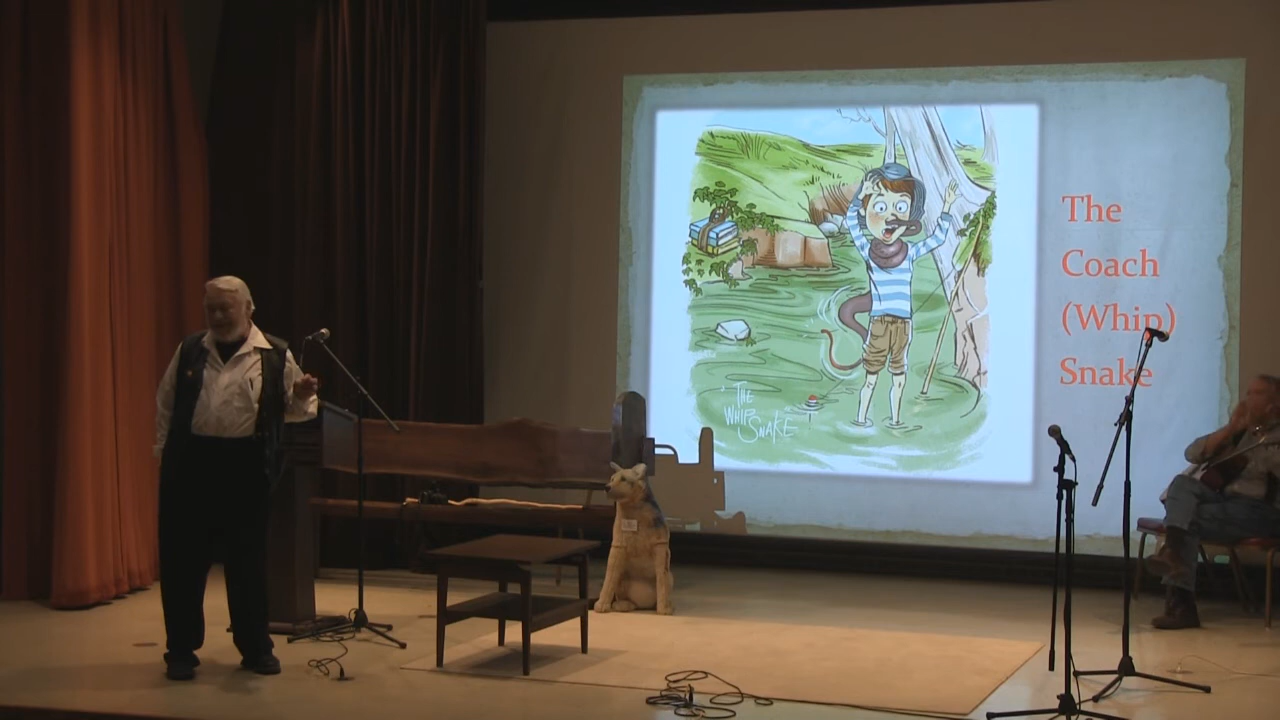 The
Coach
(Whip)
Snake
THE
WHIP
SNAKE